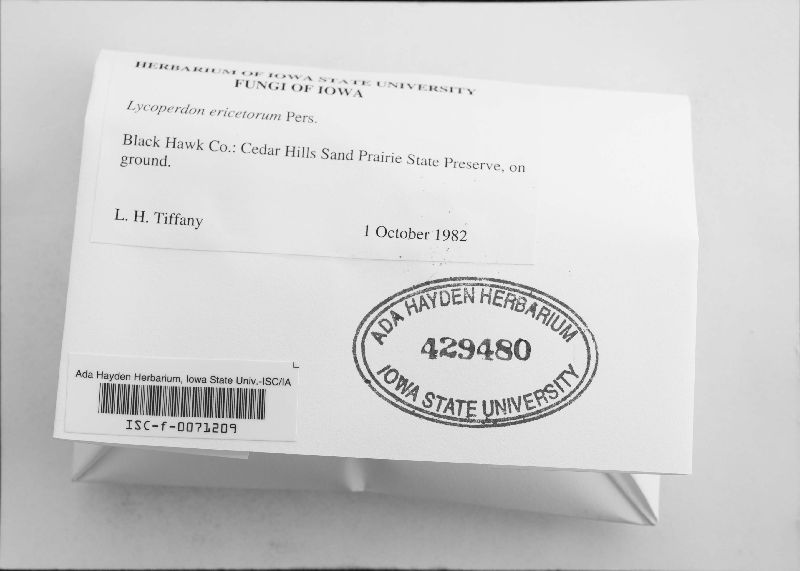 HERBARIUM OF IOWA STATE UNIVERSITY
FUNGI OF IOWA
Lycoperdon ericetorum Pers.
Black Hawk Co.: Cedar Hills Sand Prairie State Preserve, on
ground.
L. H. Tiffany
1 October 1982
ADA HAYDEN HERBARIUM
429480
IOWA STATE UNIVERSITY
Ada Hayden Herbarium, Iowa State Univ.-ISC/IA
ISC-f-0071209